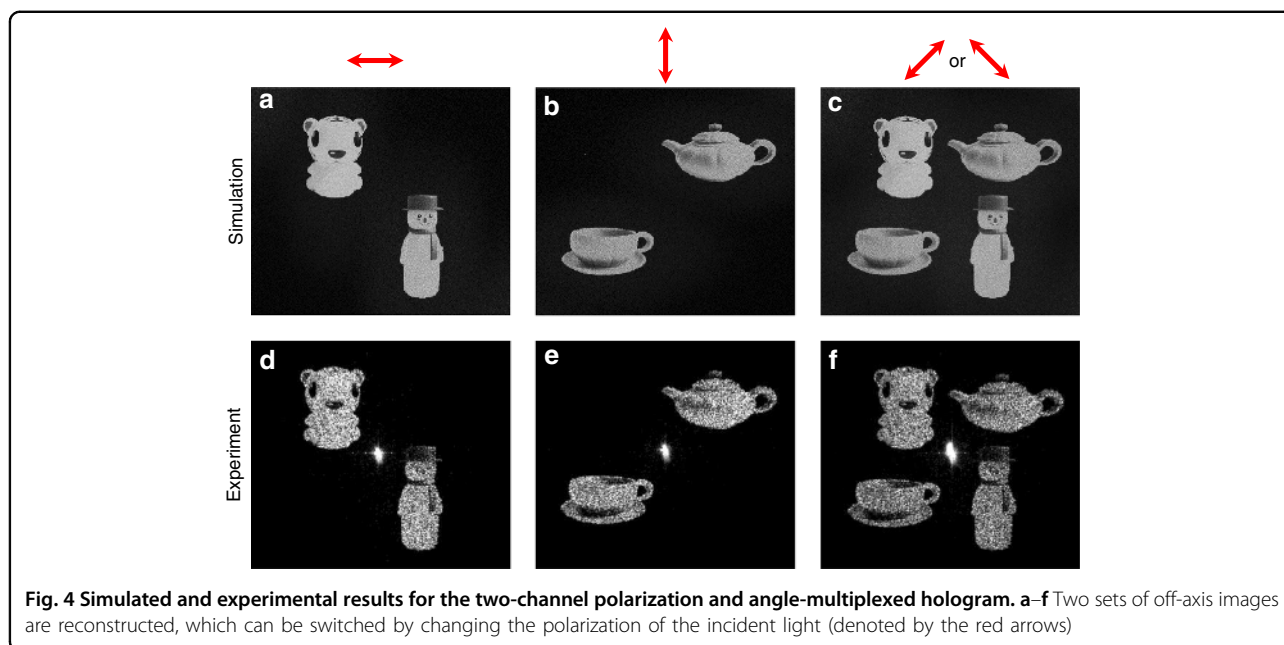 or
a
b
c
Simulation
d
e
f
Experiment
Fig. 4 Simulated and experimental results for the two-channel polarization and angle-multiplexed hologram. a–f Two sets of off-axis images
are reconstructed, which can be switched by changing the polarization of the incident light (denoted by the red arrows)